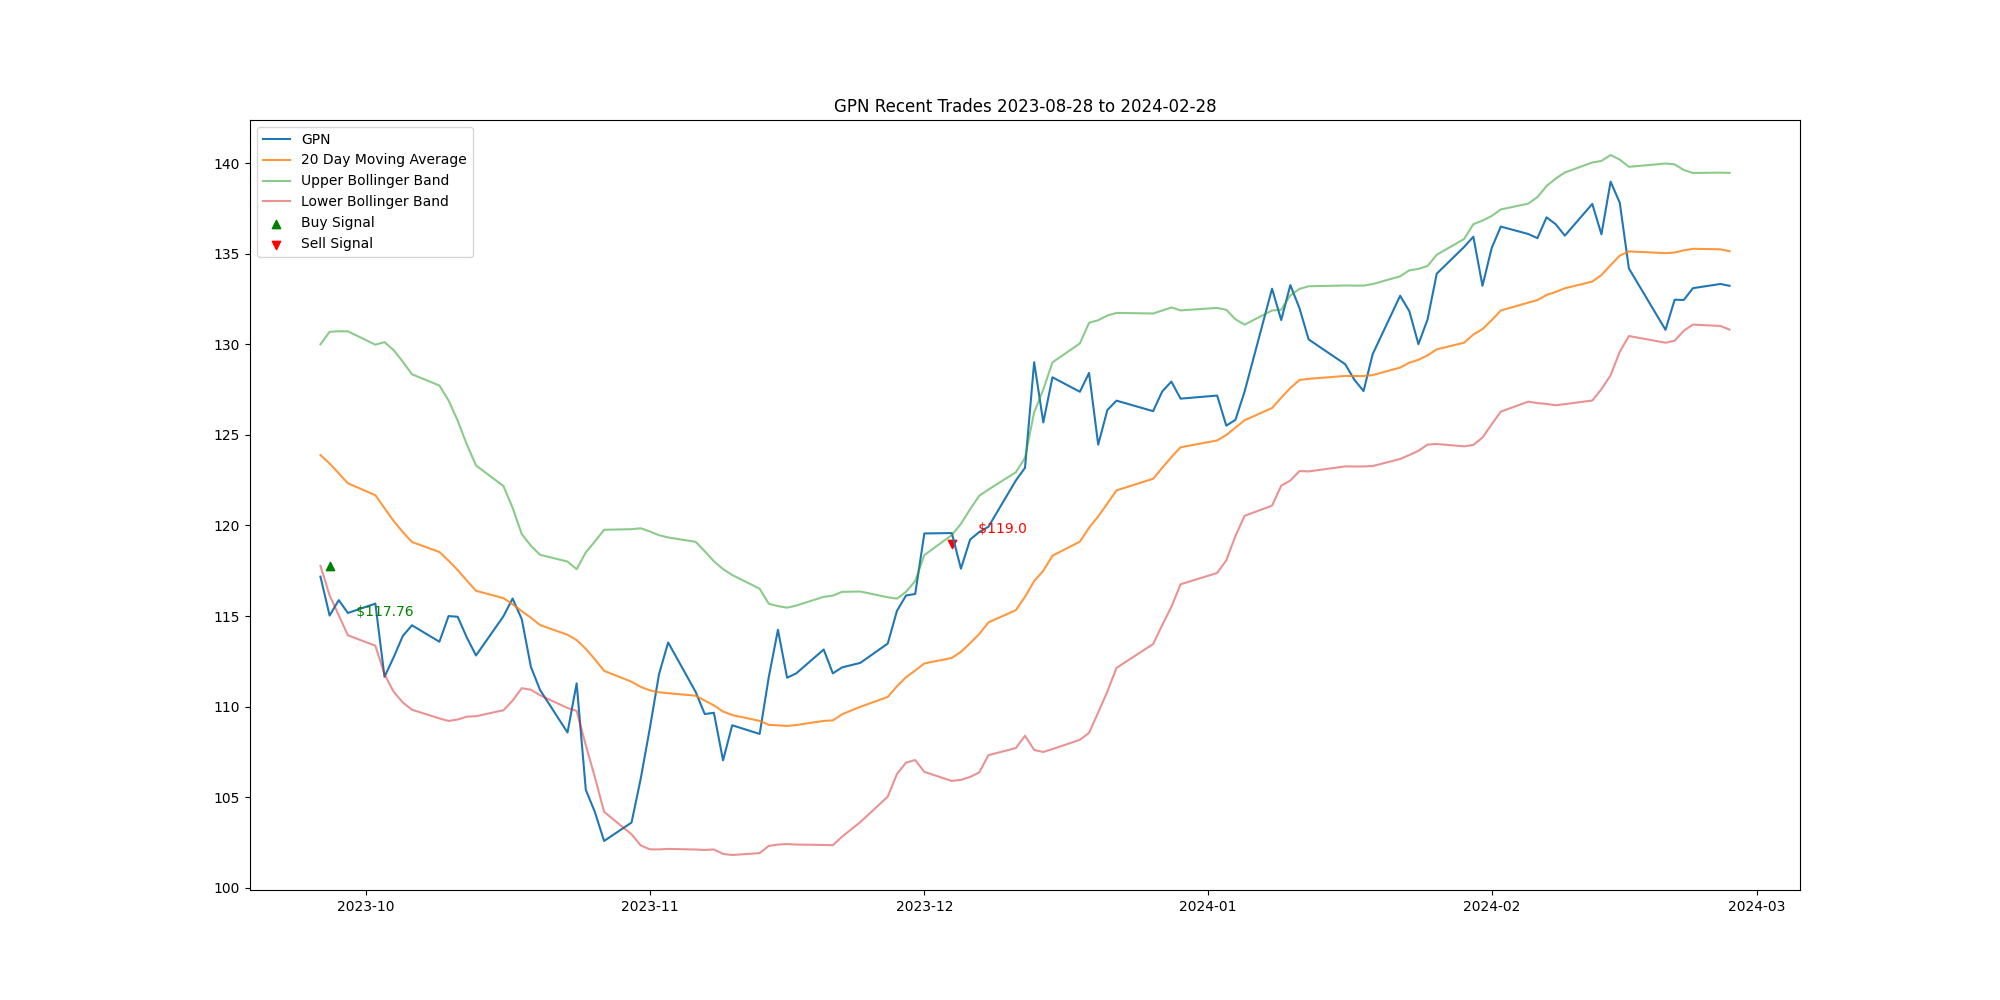 GPN Recent Trades 2023-08-28 to 2024-02-28
GPN
20 Day Moving Average
Upper Bollinger Band
Lower Bollinger Band
Buy Signal
Sell Signal
140
135
130
125
120
115
110
105
100
$119.0
$117.76
2023-10
2023-11
2023-12
2024-01
2024-02
2024-03